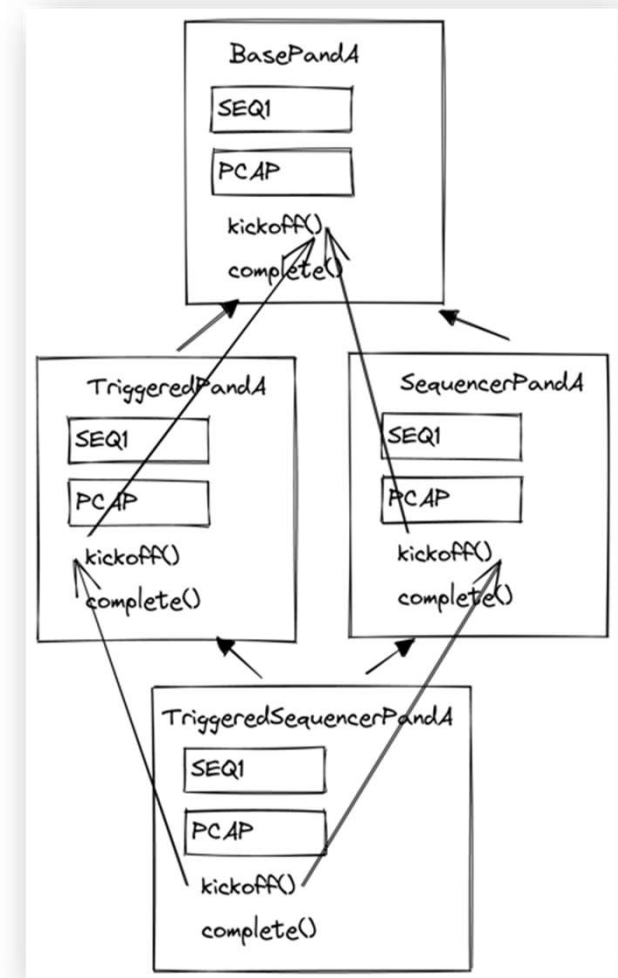 BasePandA
SEQ1
PCAP
kickoff()
complete()
TriggeredPandA
SEQ1
PCAP
kickoff()
complete()
SequencerPandA
SEQ1
PCAP
kickoff()
complete()
TriggeredSequencerPandA
SEQ1
PCAP
kickoff()
complete()